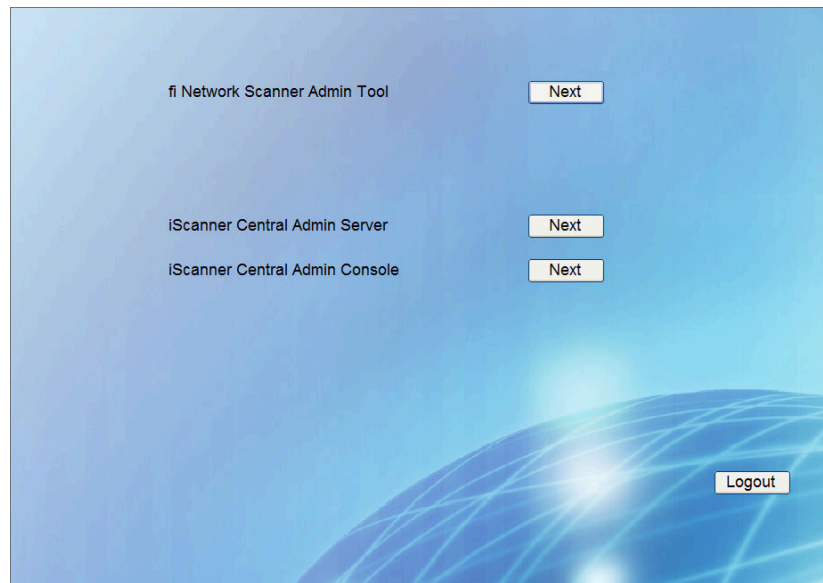 fi Network Scanner Admin Tool Next
iScanner Central Admin Server Next
iScanner Central Admin Console Next
Logout